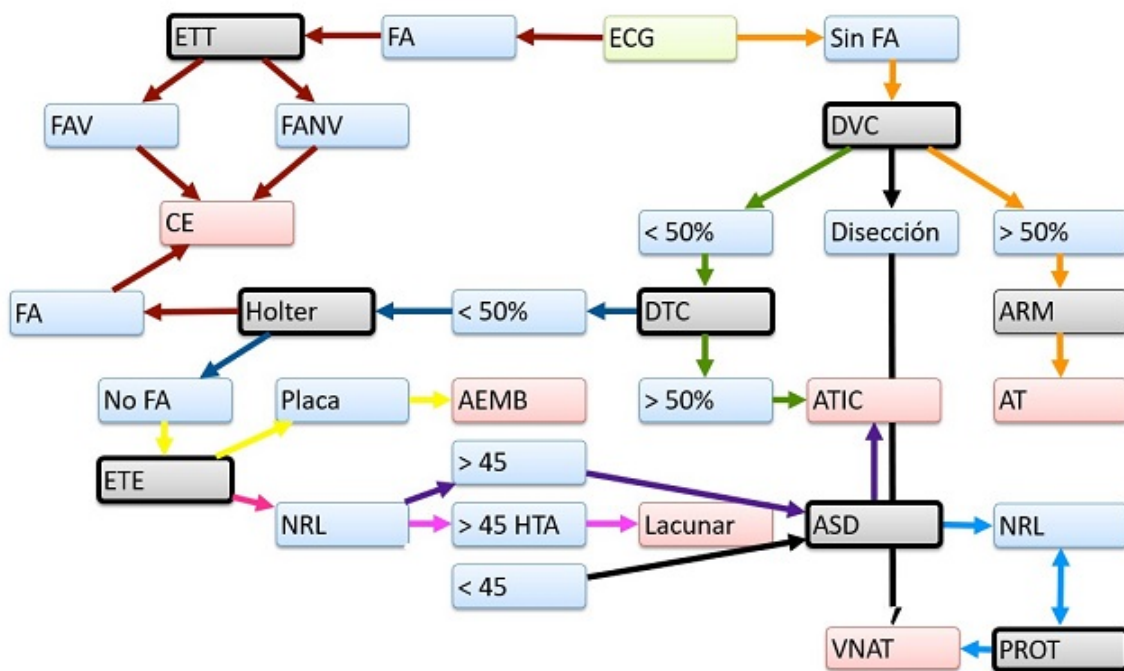 ETT
FA
ECG
Sin FA
FAV
FANV
DVC
CE
< 50%
Disección
> 50%
FA
Holter
< 50%
DTC
ARM
No FA
Placa
AEMB
> 50%
ATIC
AT
ETE
> 45
NRL
> 45 HTA
Lacunar
ASD
NRL
< 45
VNAT
PROT